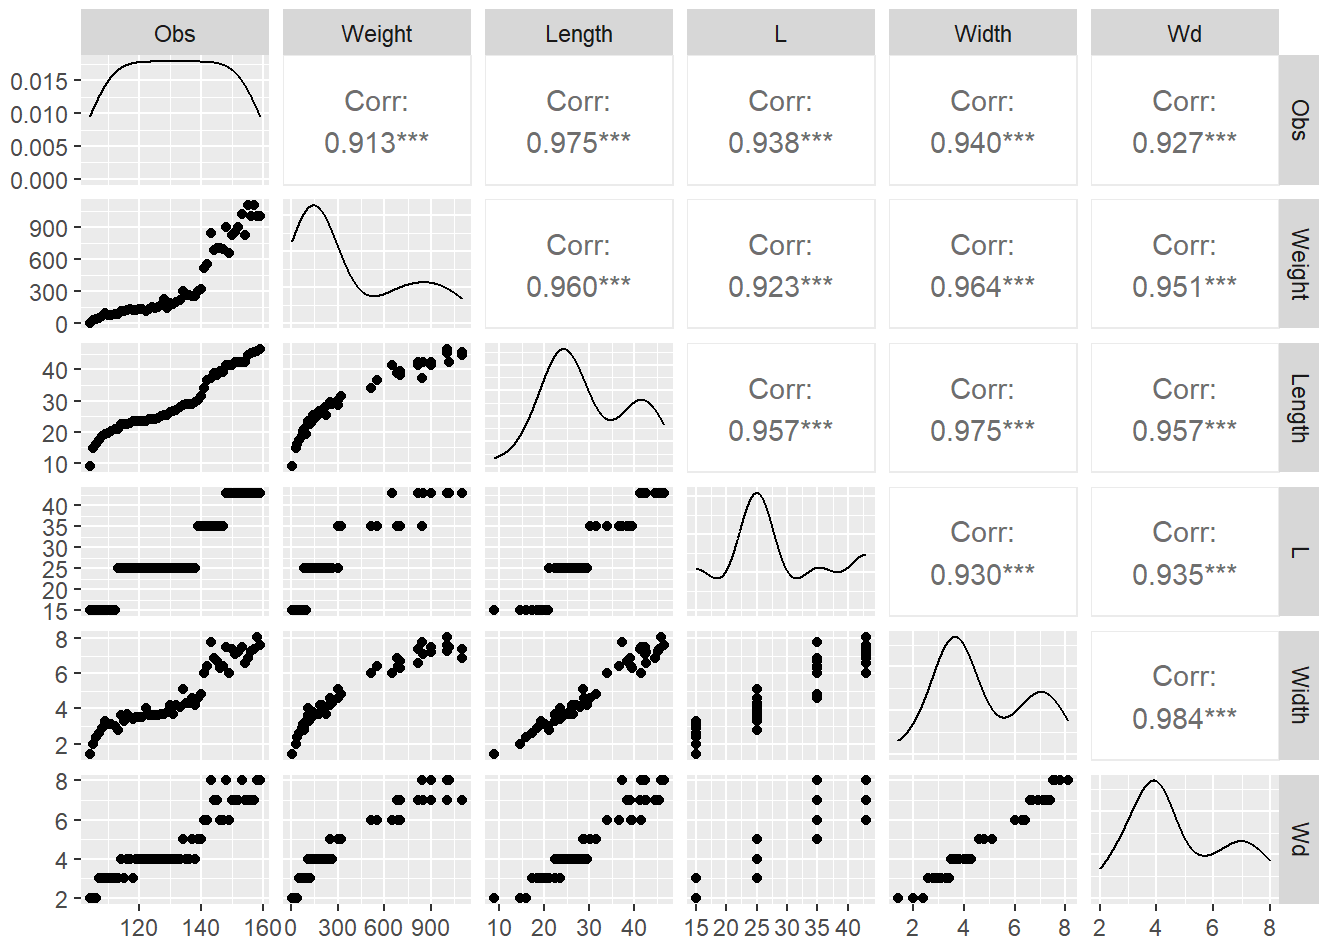 Obs Weight Length L Width Wd
0.015
0.010
0.005
0.000
Corr:
0.913***
Corr:
0.975***
Corr:
0.938***
Corr:
0.940***
Corr:
0.927***
Obs
900
600
300
0
Corr:
0.960***
Corr:
0.923***
Corr:
0.964***
Corr:
0.951***
Weight
40
30
20
10
Corr:
0.957***
Corr:
0.975***
Corr:
0.957***
Length
40
35
30
25
20
15
Corr:
0.930***
Corr:
0.935***
L
8
6
4
2
Corr:
0.984***
Width
8
6
4
2
Wd
120 140 160 0 300 600 900 10 20 30 40 15 20 25 30 35 40 2 4 6 8 2 4 6 8